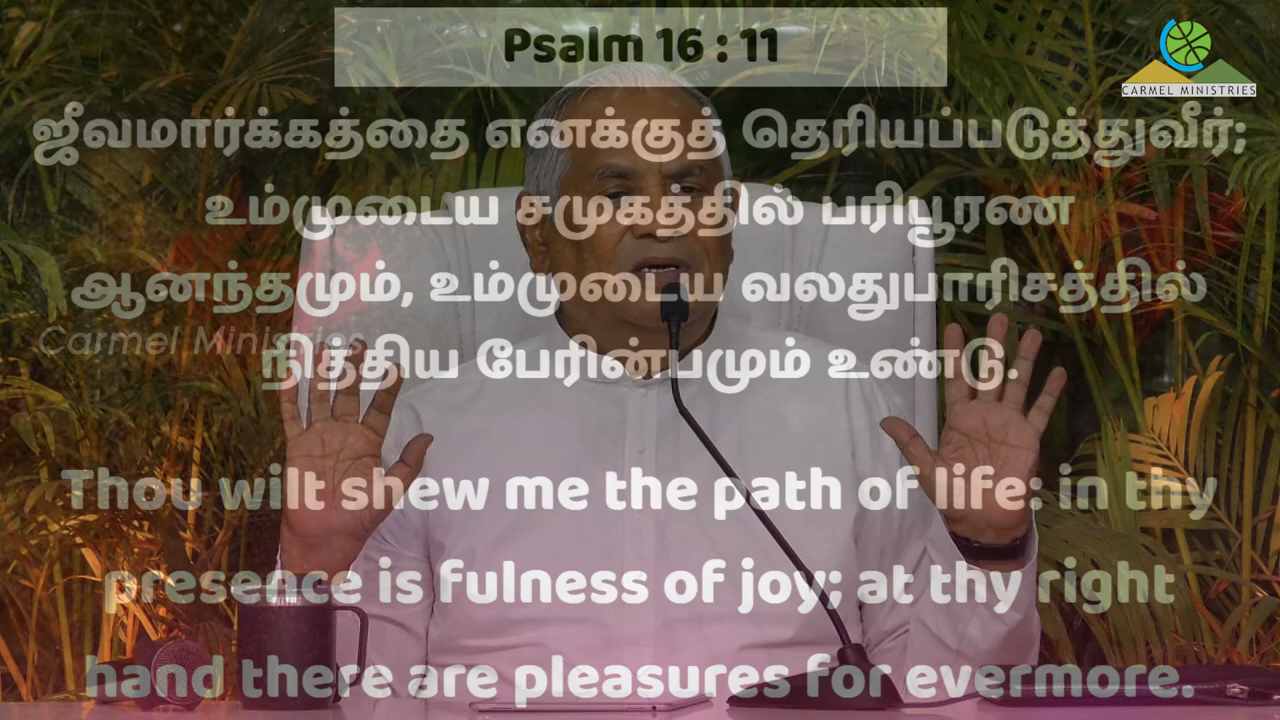 Psalm 16 : 11
CARMEL MINISTRIES
ஜீவமார்க்கத்தை எனக்குத் தெரியப்படுத்துவீர்;
உம்முடைய சமுகத்தில் பரிபூரண
ஆனந்தமும், உம்முடைய வலதுபாரிசத்தில்
Carmel Ministries
நித்திய பேரின்பமும் உண்டு.
Thou wilt shew me the path of life: in thy
presence is fulness of joy; at thy right
hand there are pleasures for evermore.